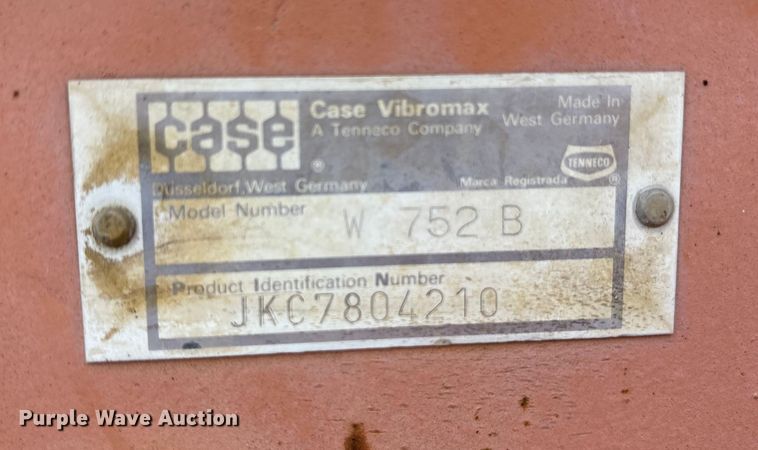 case
®
Case Vibromax
A Tenneco Company
Made In
West Germany
TENNECO
Düsseldorf, West Germany
Marca Registrada ®
Model Number W 752 B
Product Identification Number
JKC7804210
Purple Wave Auction